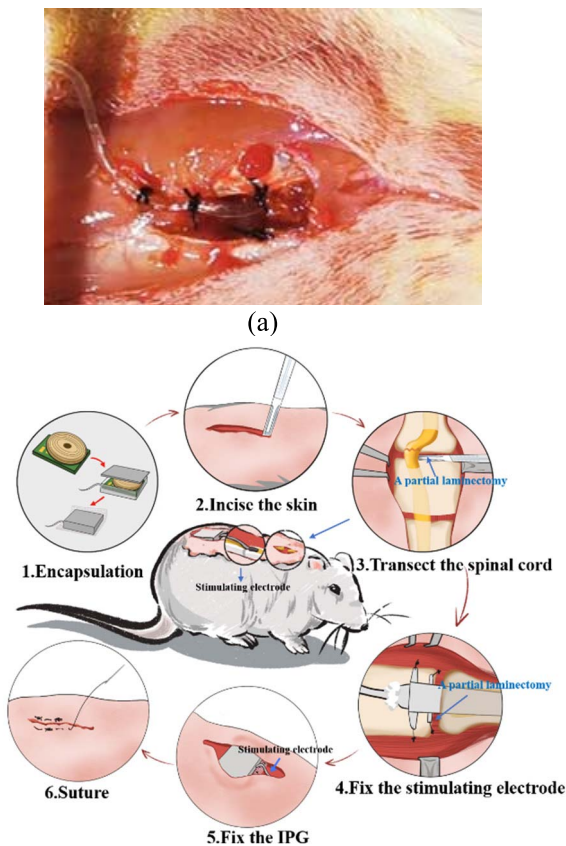 (a)
2.Incise the skin
A partial laminectomy
1.Encapsulation
3.Transect the spinal cord
Stimulating electrode
A partial laminectomy
Stimulating electrode
4.Fix the stimulating electrode
6.Suture
5.Fix the IPG